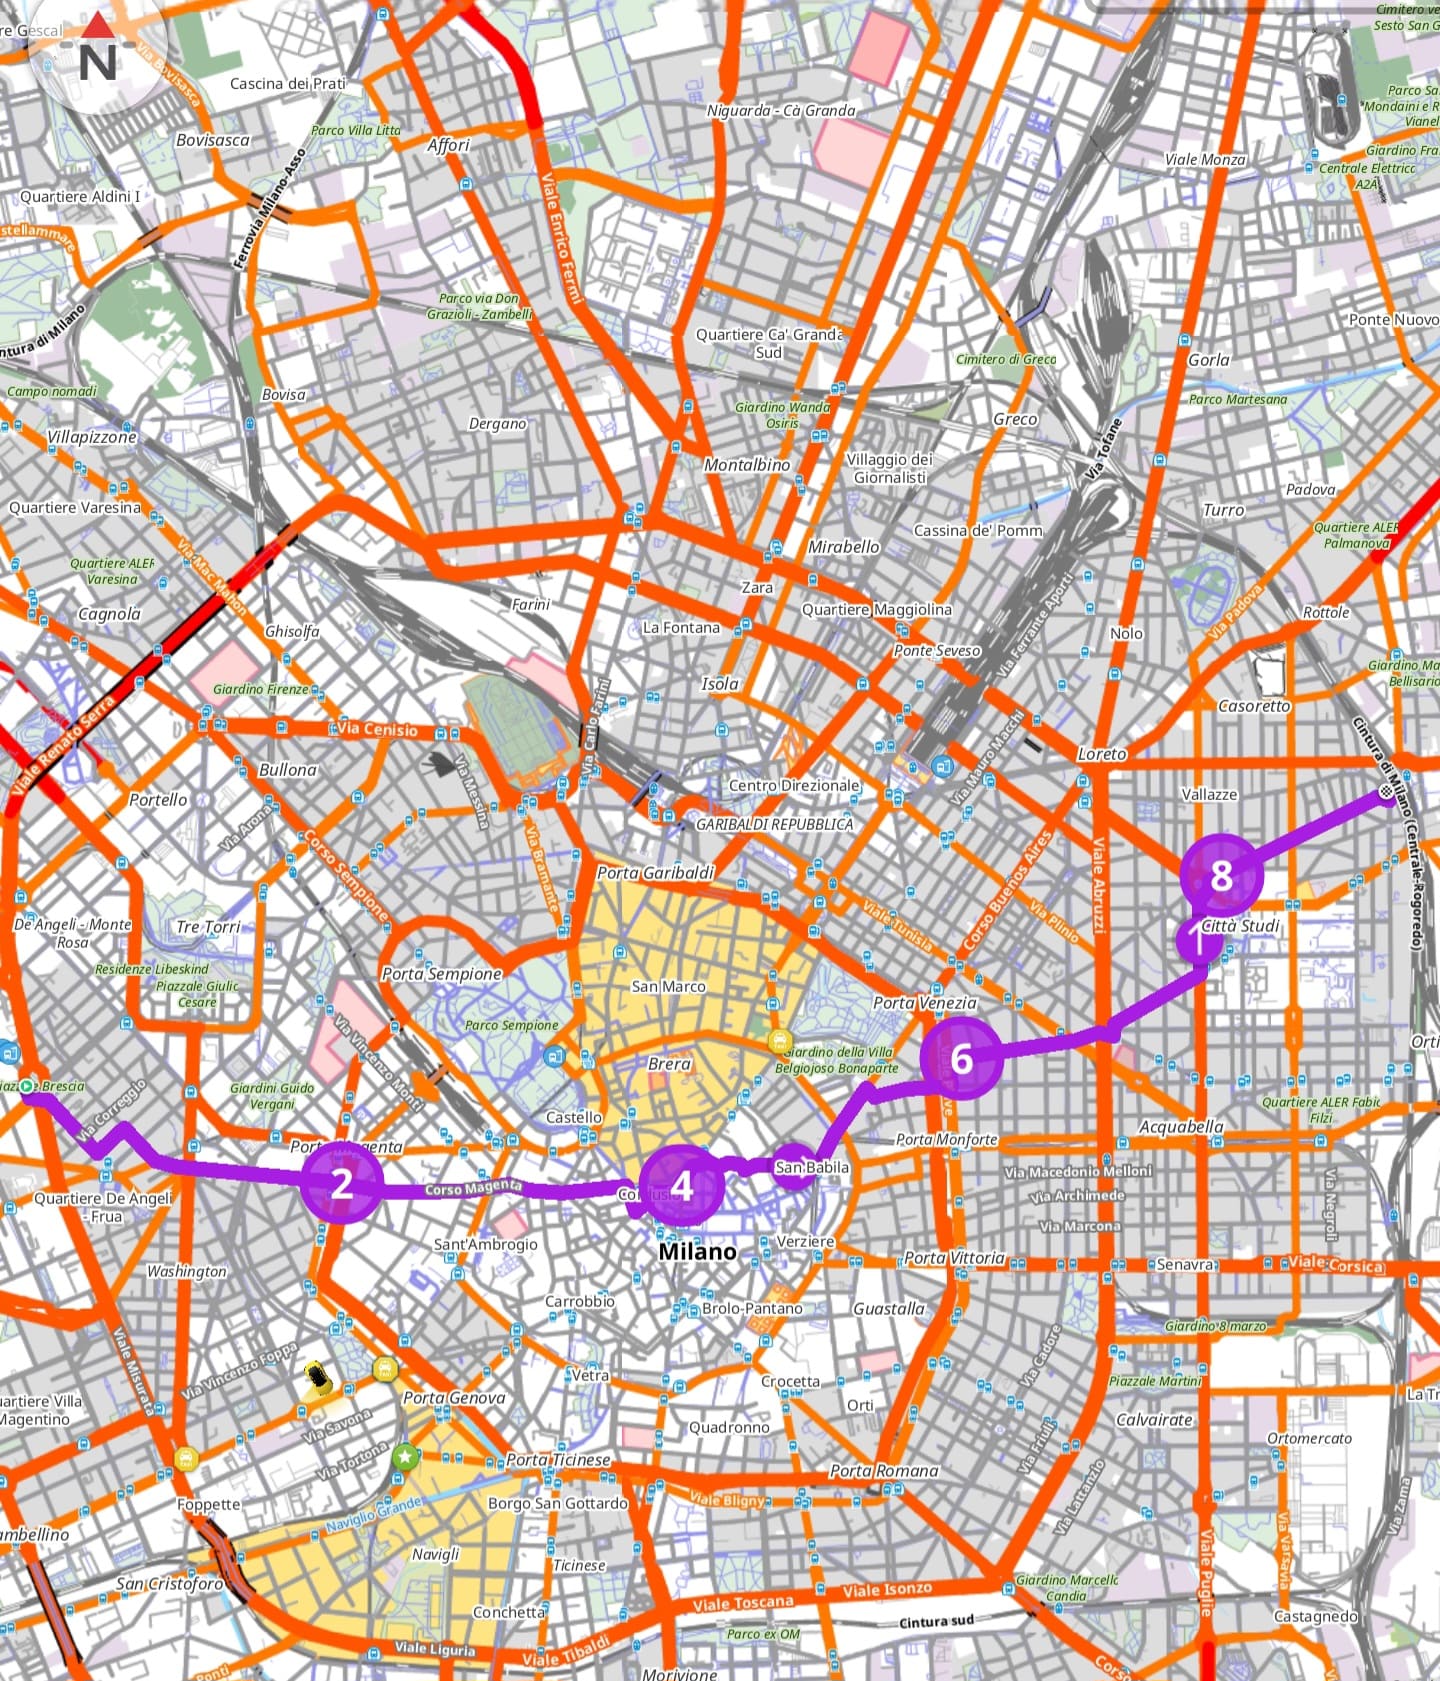 re Gescal
N
Via Bovisasca
Cascina dei Prati
Bovisasca
Parco Villa Litta
Affori
Niguarda - Cà Granda
Cimitero ve
Sesto San G
Mondaini e R
Vianel
Giardino Fra
Viale Monza
Centrale Elettrica
A2A
Quartiere Aldini I
Ferrovia Milano-Asso
Viale Enrico Fermi
stellammare
Parco via Don
Grazioli - Zambelli
ntura di Milano
Quartiere Ca' Granda
Sud
Ponte Nuovo
Cimitero di Greco
Gorla
Campo nomadi
Bovisa
Parco Martesana
Giardino Wanda
Osiris
Dergano
Greco
Villapizzone
Via Tofane
Montalbino
Villaggio dei
Giornalisti
Padova
Quartiere Varesina
Turro
Cassina de' Pomm
Quartiere ALER
Palmanova
Mirabello
Quartiere ALER
Varesina
Via Mac Mahon
Zara
Via Ferrante Aporti
Farini
Quartiere Maggiolina
Cagnola
Via Padova
Rottole
La Fontana
Ghisolfa
Nolo
Ponte Seveso
Giardino Ma
Bellisario
Isola
Giardino Firenze
Casoretto
Viale Renato Serra
Via Cenisio
Via Carlo Farini
Via Mauro Macchi
Cintura di Milano (Centrale-Rogoredo)
Loreto
Bullona
Via Messina
Centro Direzionale
Vallazze
Portello
Via Arona
GARIBALDI REPUBBLICA
Corso Sempione
Via Bramante
Porta Garibaldi
Corso Buenos Aires
Viale Abruzzi
8
De Angeli - Monte
Rosa
Tre Torri
Viale Tunisia
Via Plinio
Città Studi
Residenze Libeskind
Porta Sempione
Piazzale Giulio
Cesare
San Marco
Porta Venezia
Via Vincenzo Monti
Parco Sempione
Brera
Giardino della Villa
Belgiojoso Bonaparte
6
Orti
Giardini Guido
Vergani
Quartiere ALER Fabio
Filzi
Via Correggio
Castello
Acquabella
Porta Monforte
San Babila
2
4
Via Macedonio Melloni
Corso Magenta
Quartiere De Angeli
- Frua
Via Archimede
Via Negroli
Via Marcona
Sant'Ambrogio
Milano
Verziere
Porta Vittoria
Washington
Senavra
Viale Corsica
Carrobbio
Brolo-Pantano
Guastalla
Giardino 8 marzo
Viale Misurata
Via Vincenzo Foppa
Via Cadore
Vetra
Crocetta
Piazzale Martini
uartiere Villa
Magentino
Porta Genova
Orti
Calvairate
La Tr
Via Savona
Quadronno
Via Friuli
Ortomercato
Via Tortona
Porta Ticinese
Porta Romana
Via Lattanzio
Via Zama
Foppette
Borgo San Gottardo
Viale Bligny
Naviglio Grande
ambellino
Navigli
Ticinese
Viale Puglie
Via Varsavia
San Cristoforo
Giardino Marcello
Candia
Conchetta
Viale Toscana
Viale Isonzo
Cintura sud
Castagnedo
Parco ex OM
Viale Liguria
Viale Tibaldi
Morivione
Corso
Ponti